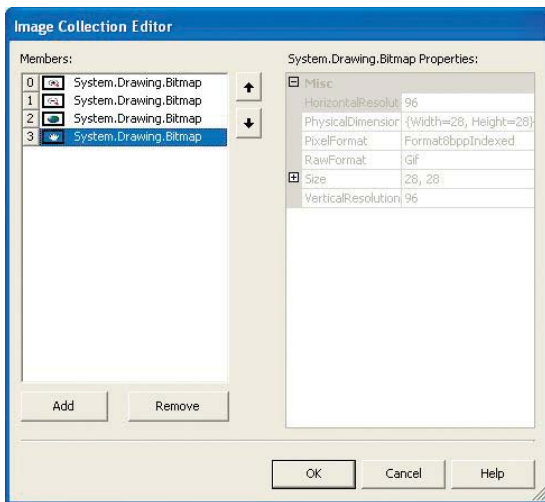 Image Collection Editor
Members:
0 System.Drawing.Bitmap
1 System.Drawing.Bitmap
2 System.Drawing.Bitmap
3 System.Drawing.Bitmap
Add Remove
System.Drawing.Bitmap Properties:
Misc
HorizontalResolut 96
PhysicalDimension {Width=28, Height=28}
PixelFormat Format8bppIndexed
RawFormat Gif
Size 28, 28
VerticalResolution 96
OK Cancel Help